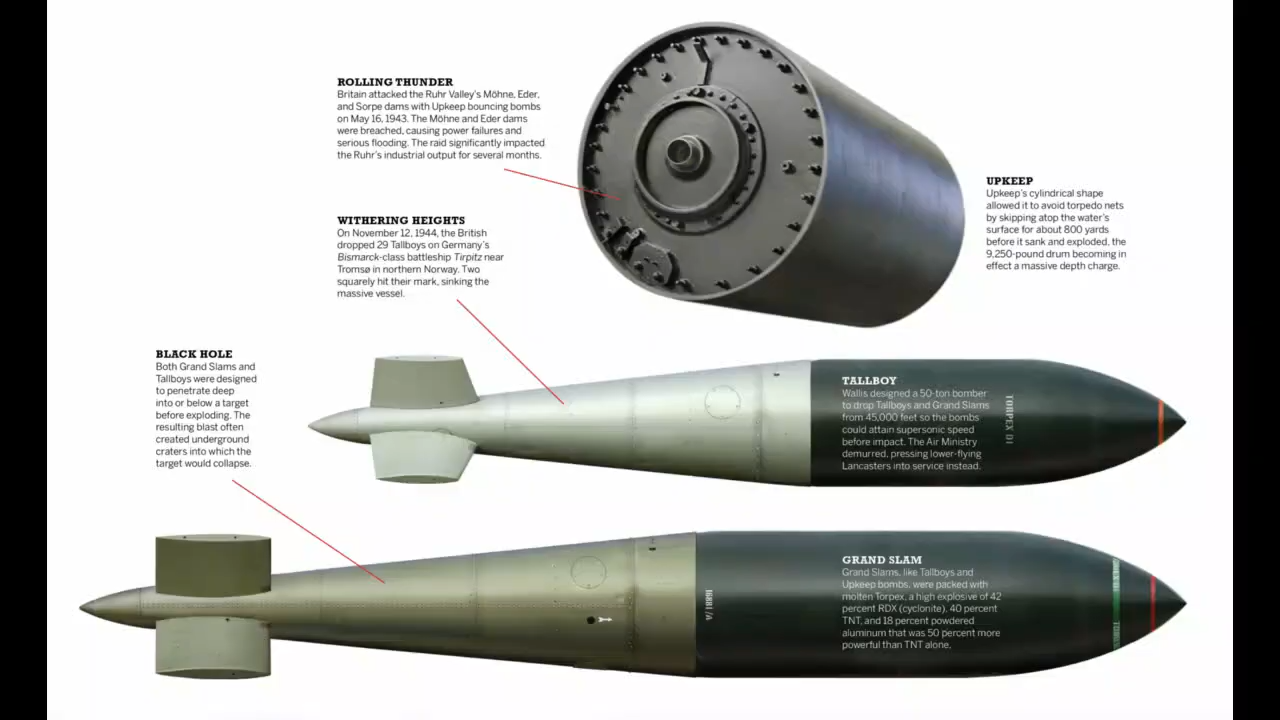 ROLLING THUNDER
Britain attacked the Ruhr Valley's Möhne, Eder,
and Sorpe dams with Upkeep bouncing bombs
on May 16, 1943. The Möhne and Eder dams
were breached, causing power failures and
serious flooding. The raid significantly impacted
the Ruhr's industrial output for several months.
UPKEEP
Upkeep's cylindrical shape
allowed it to avoid torpedo nets
by skipping atop the water's
surface for about 800 yards
before it sank and exploded, the
9,250-pound drum becoming in
effect a massive depth charge.
WITHERING HEIGHTS
On November 12, 1944, the British
dropped 29 Tallboys on Germany's
Bismarck-class battleship Tirpitz near
Tromsø in northern Norway. Two
squarely hit their mark, sinking the
massive vessel.
BLACK HOLE
Both Grand Slams and
Tallboys were designed
to penetrate deep
into or below a target
before exploding. The
resulting blast often
created underground
craters into which the
target would collapse.
TALLBOY
Wallis designed a 50-ton bomber
to drop Tallboys and Grand Slams
from 45,000 feet so the bombs
could attain supersonic speed
before impact. The Air Ministry
demurred, pressing lower-flying
Lancasters into service instead.
TORPEX D1
GRAND SLAM
Grand Slams, like Tallboys and
Upkeep bombs, were packed with
molten Torpex, a high explosive of 42
percent RDX (cyclonite), 40 percent
TNT, and 18 percent powdered
aluminum that was 50 percent more
powerful than TNT alone.